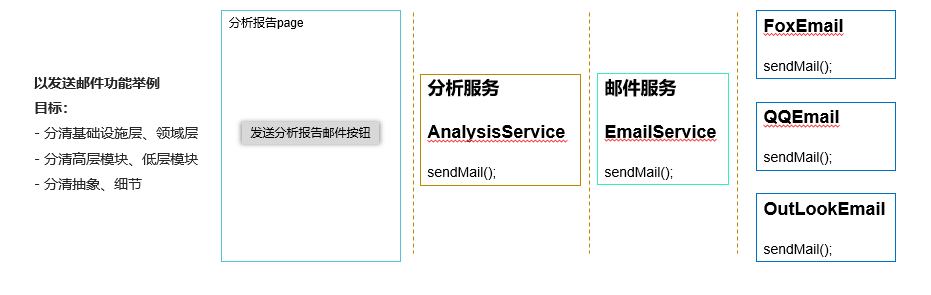 以发送邮件功能举例
目标：
- 分清基础设施层、领域层
- 分清高层模块、低层模块
- 分清抽象、细节
分析报告page
发送分析报告邮件按钮
分析服务
AnalysisService
sendMail();
邮件服务
EmailService
sendMail();
FoxEmail
sendMail();
QQEmail
sendMail();
OutLookEmail
sendMail();